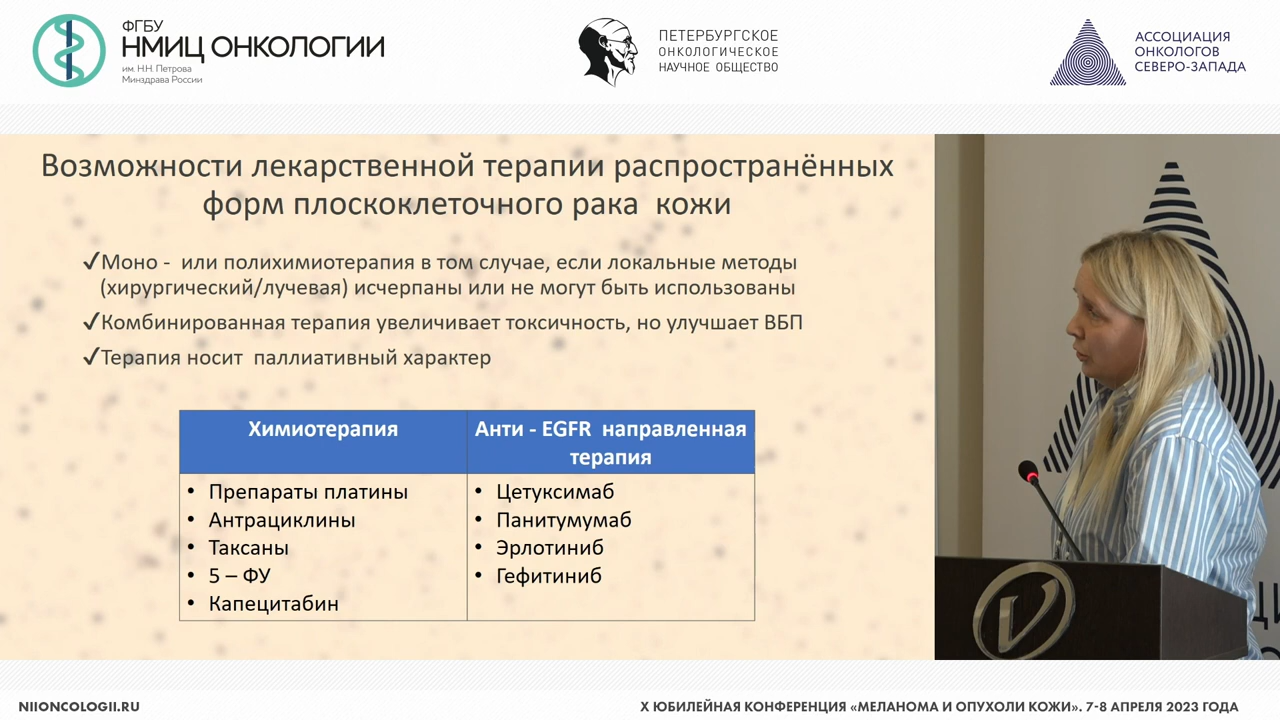 ФГБУ
НМИЦ ОНКОЛОГИИ
им. Н.Н. Петрова
Минздрава России
ПЕТЕРБУРГСКОЕ
ОНКОЛОГИЧЕСКОЕ
НАУЧНОЕ ОБЩЕСТВО
АССОЦИАЦИЯ
ОНКОЛОГОВ
СЕВЕРО-ЗАПАДА
Возможности лекарственной терапии распространённых
форм плоскоклеточного рака кожи
✓Моно - или полихимиотерапия в том случае, если локальные методы
(хирургический/лучевая) исчерпаны или не могут быть использованы
✓Комбинированная терапия увеличивает токсичность, но улучшает ВБП
✓Терапия носит паллиативный характер
Химиотерапия
• Препараты платины
• Антрациклины
• Таксаны
• 5 – ФУ
• Капецитабин
Анти - EGFR направленная
терапия
• Цетуксимаб
• Панитумумаб
• Эрлотиниб
• Гефитиниб
NIIONCOLOGII.RU
X ЮБИЛЕЙНАЯ КОНФЕРЕНЦИЯ «МЕЛАНОМА И ОПУХОЛИ КОЖИ». 7-8 АПРЕЛЯ 2023 ГОДА